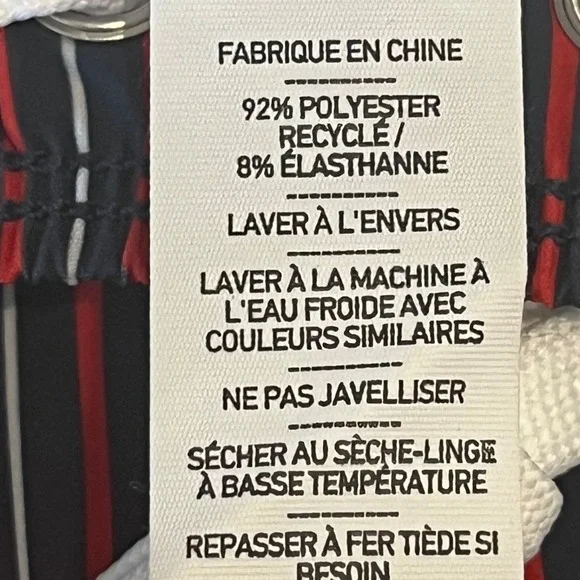 FABRIQUE EN CHINE
92% POLYESTER
RECYCLÉ /
8% ÉLASTHANNE
LAVER À L'ENVERS
LAVER À LA MACHINE À
L'EAU FROIDE AVEC
COULEURS SIMILAIRES
NE PAS JAVELLISER
SÉCHER AU SÈCHE-LINGE
À BASSE TEMPÉRATURE
REPASSER À FER TIÈDE SI
BESOIN